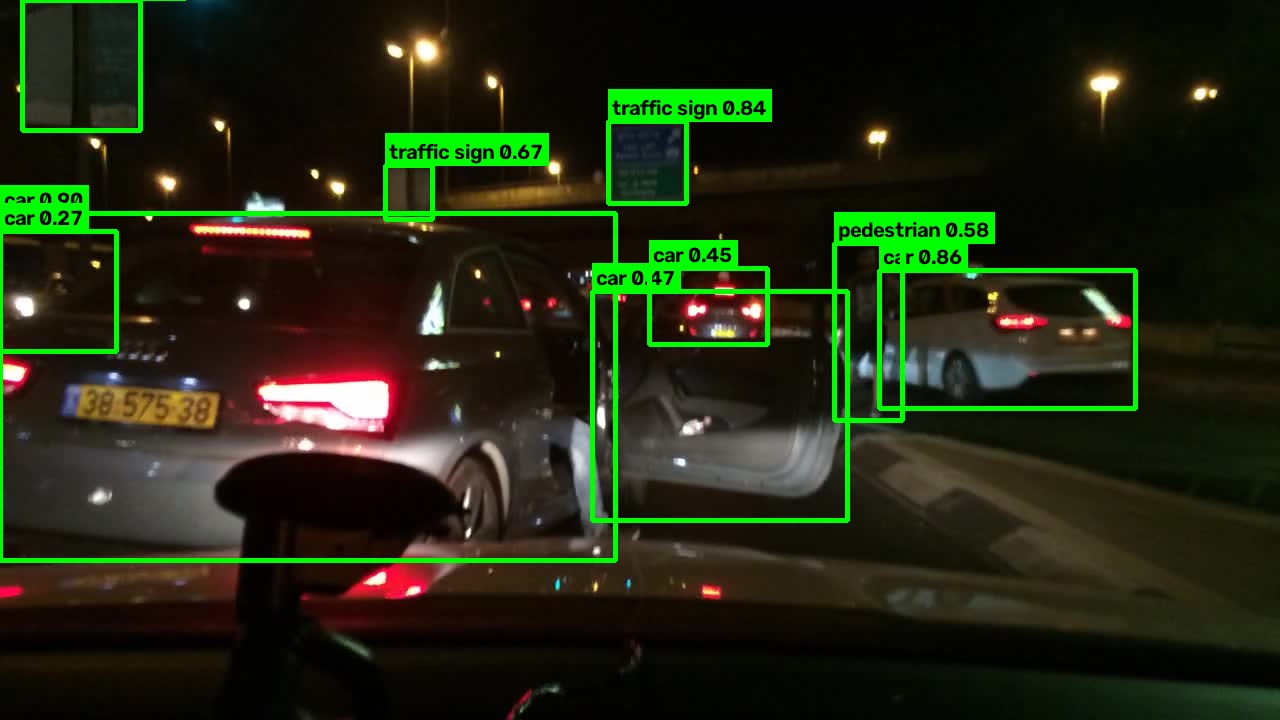 traffic sign 0.84
traffic sign 0.67
car 0.90
car 0.27
pedestrian 0.58
car 0.45
car 0.86
car 0.47
38·575·38